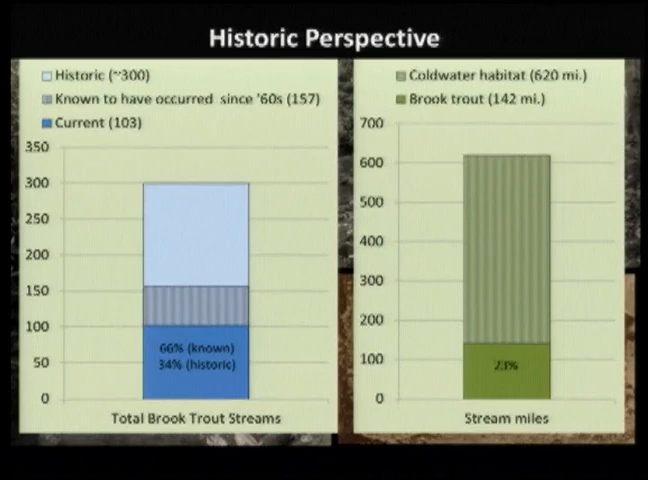 Historic Perspective
Historic (~300)
Known to have occurred since '60s (157)
Current (103)
350
300
250
200
150
100
50
0
66% (known)
34% (historic)
Total Brook Trout Streams
Coldwater habitat (620 mi.)
Brook trout (142 mi.)
700
600
500
400
300
200
100
0
23%
Stream miles